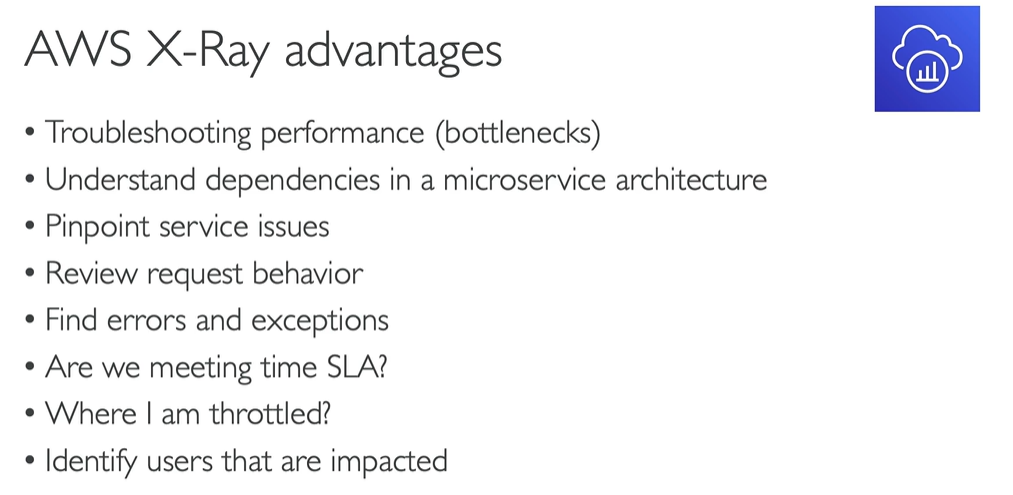 AWS X-Ray advantages
• Troubleshooting performance (bottlenecks)
• Understand dependencies in a microservice architecture
• Pinpoint service issues
• Review request behavior
• Find errors and exceptions
• Are we meeting time SLA?
• Where I am throttled?
• Identify users that are impacted